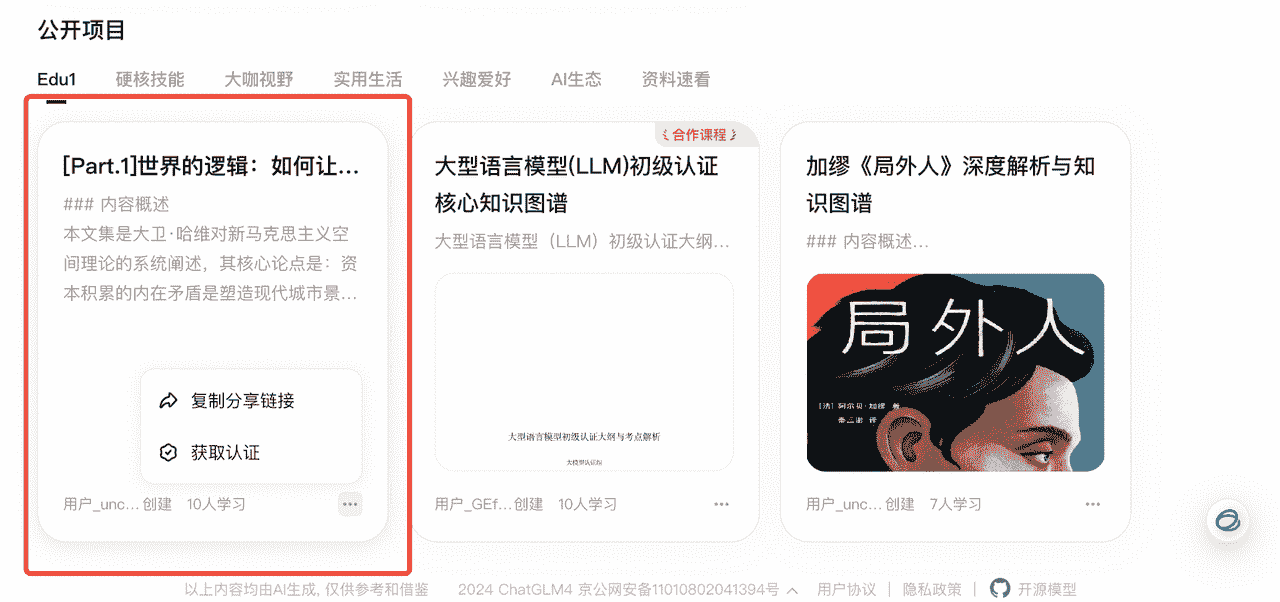 公开项目
Edu1 硬核技能 大咖视野 实用生活 兴趣爱好 AI生态 资料速看
[Part.1]世界的逻辑：如何让...
### 内容概述
本文集是大卫·哈维对新马克思主义空
间理论的系统阐述，其核心论点是：资
本积累的内在矛盾是塑造现代城市景...
复制分享链接
获取认证
用户_unc... 创建 10人学习
合作课程
大型语言模型(LLM)初级认证
核心知识图谱
大型语言模型（LLM）初级认证大纲...
大型语言模型初级认证大纲与考点解析
用户_GEf... 创建 10人学习
加缪《局外人》深度解析与知
识图谱
### 内容概述...
局外人
[法] 阿尔贝·加缪 著
用户_unc... 创建 7人学习
以上内容均由AI生成, 仅供参考和借鉴 2024 ChatGLM4 京公网安备11010802041394号 用户协议 | 隐私政策 | 开源模型